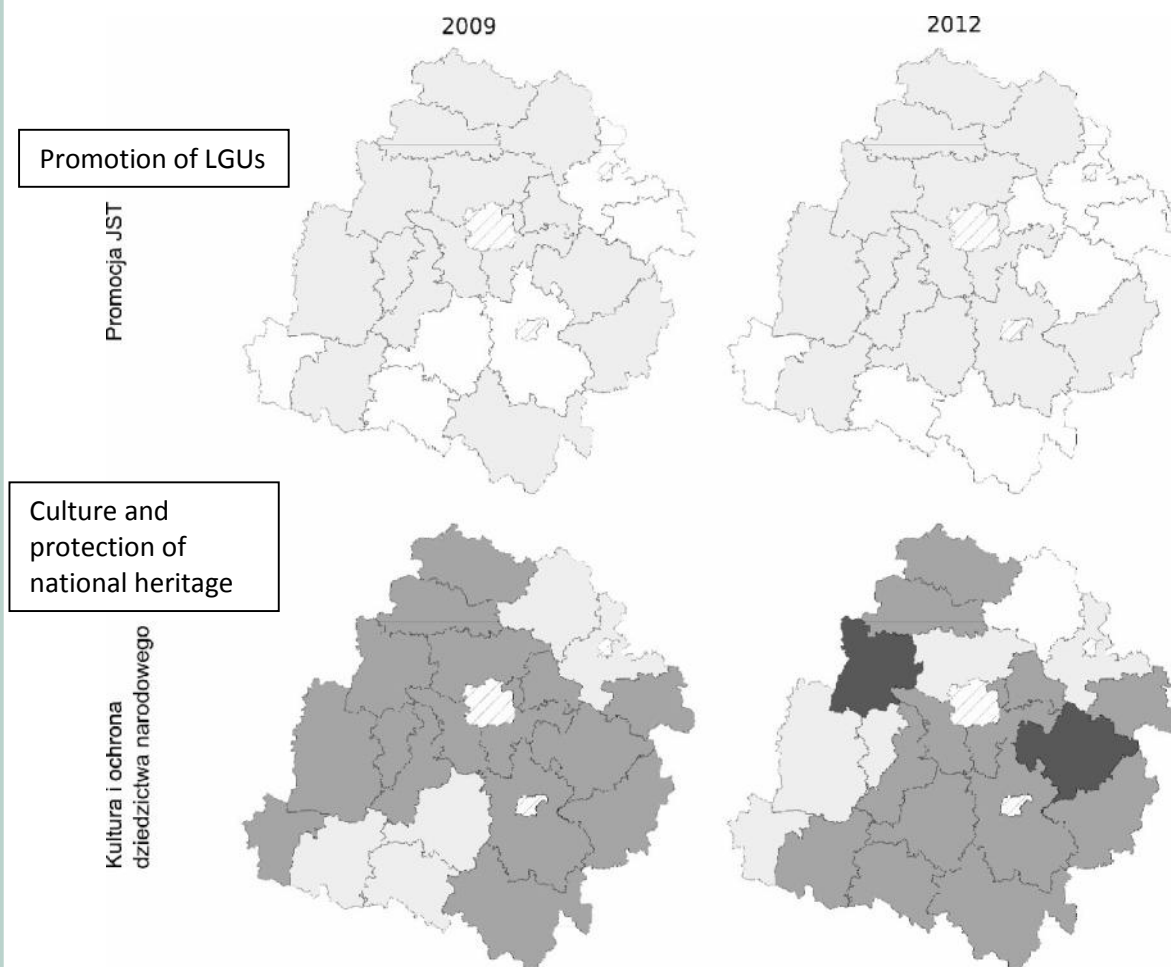 2009
2012
Promotion of LGUs
Promocja JST
Culture and
protection of
national heritage
Kultura i ochrona
dziedzictwa narodowego